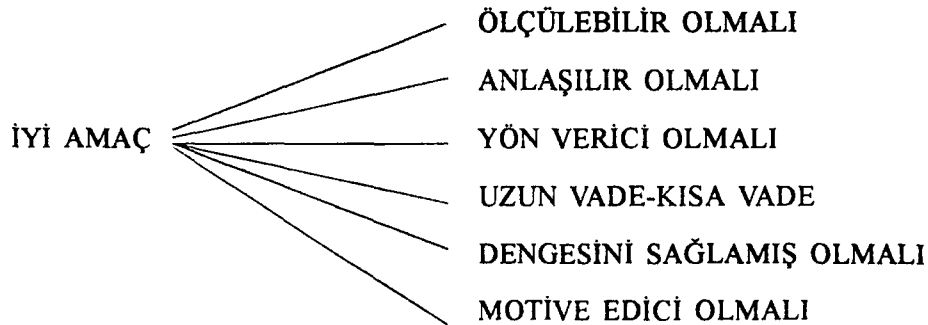 ÖLÇÜLEBİLİR OLMALI
ANLAŞILIR OLMALI
İYİ AMAÇ
YÖN VERİCİ OLMALI
UZUN VADE-KISA VADE
DENGESİNİ SAĞLAMIŞ OLMALI
MOTİVE EDİCİ OLMALI